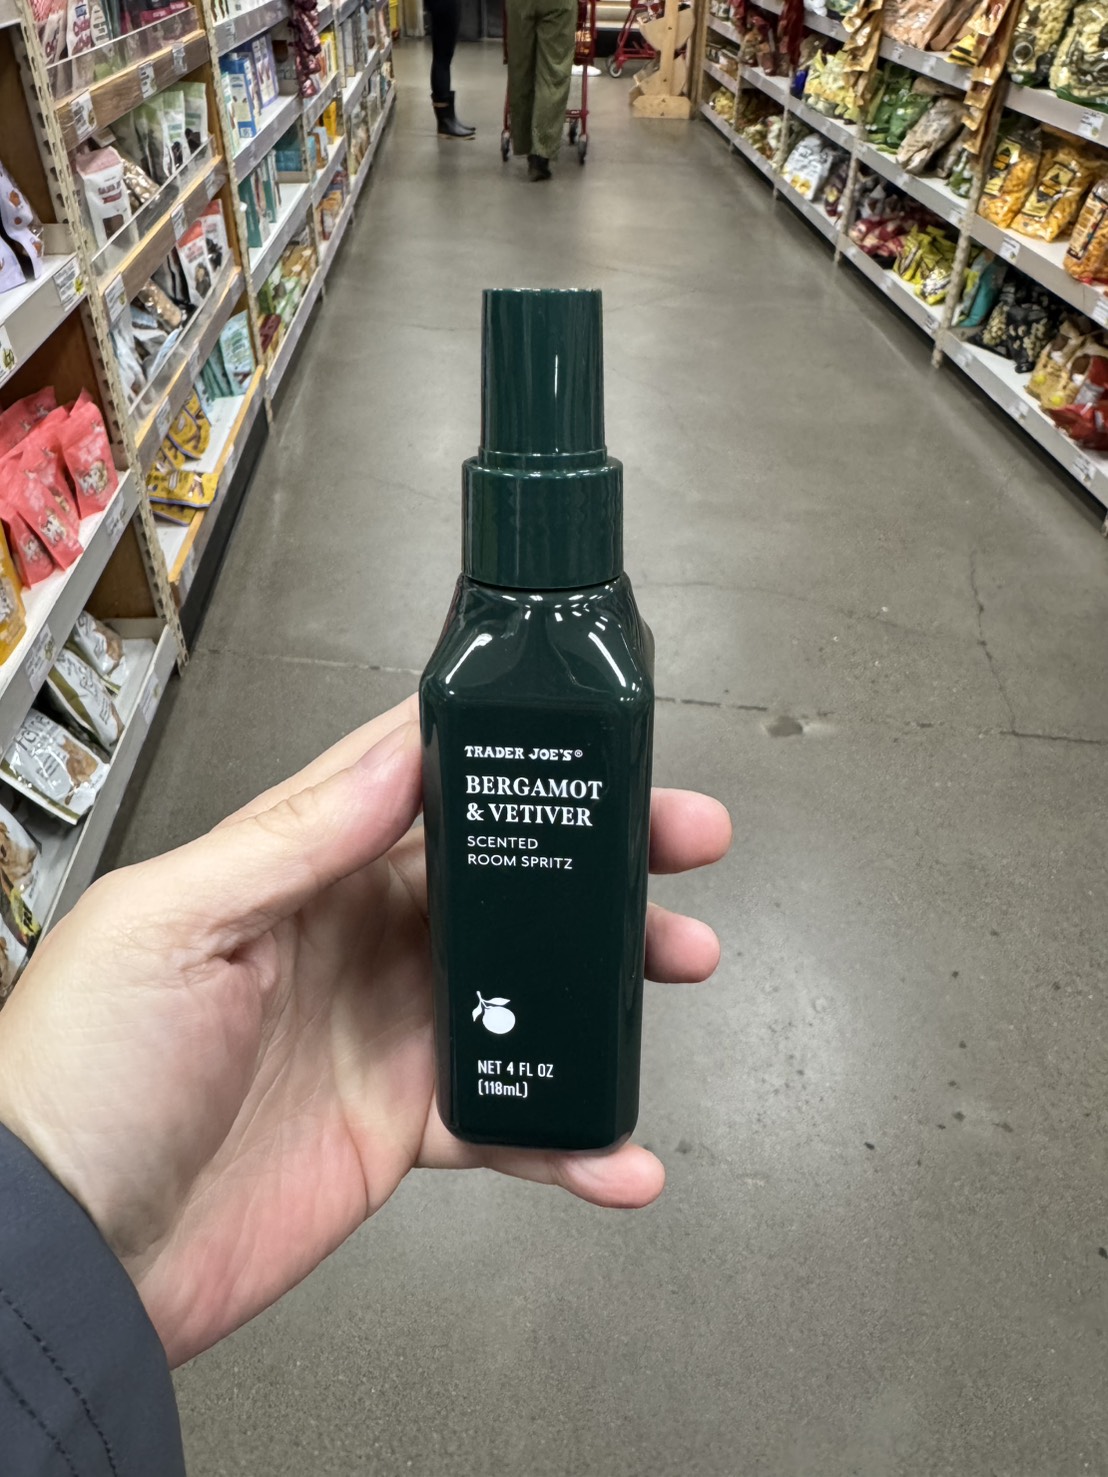 TRADER JOE'S®
BERGAMOT
& VETIVER
SCENTED
ROOM SPRITZ
NET 4 FL OZ
(118mL)